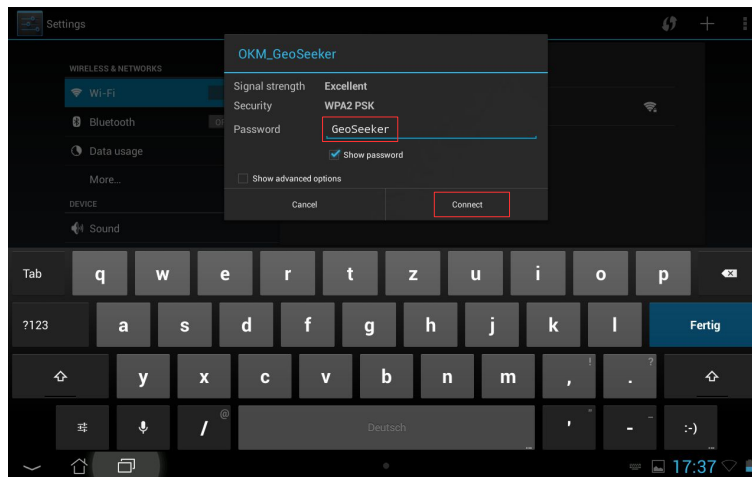 Settings
OKM_GeoSeeker
WIRELESS & NETWORKS
Signal strength Excellent
Wi-Fi
Security WPA2 PSK
Bluetooth
Password GeoSeeker
Data usage
Show password
More...
Show advanced options
DEVICE
Cancel Connect
Sound
Tab q w e r t z u i o p
?123 a s d f g h j k l Fertig
y x c v b n m , ! . ?
/ @ Deutsch ' " - _ :-)
17:37